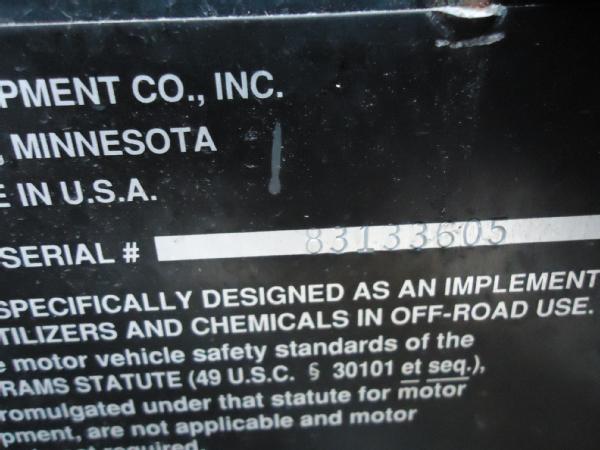 PMENT CO., INC.
, MINNESOTA
E IN U.S.A.
SERIAL # 83133605
SPECIFICALLY DESIGNED AS AN IMPLEMENT
TILIZERS AND CHEMICALS IN OFF-ROAD USE.
e motor vehicle safety standards of the
RAMS STATUTE (49 U.S.C. § 30101 et seq.),
romulgated under that statute for motor
pment, are not applicable and motor
required.